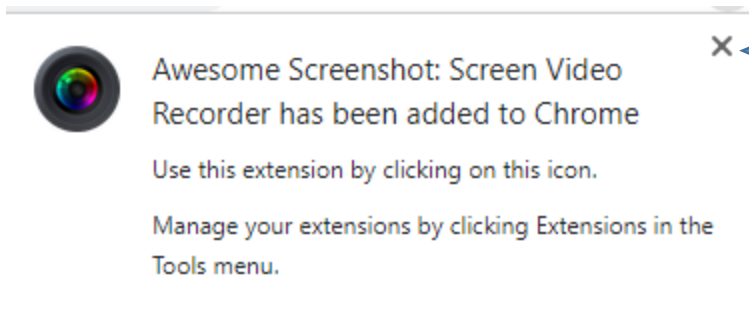 Awesome Screenshot: Screen Video
Recorder has been added to Chrome
Use this extension by clicking on this icon.
Manage your extensions by clicking Extensions in the
Tools menu.